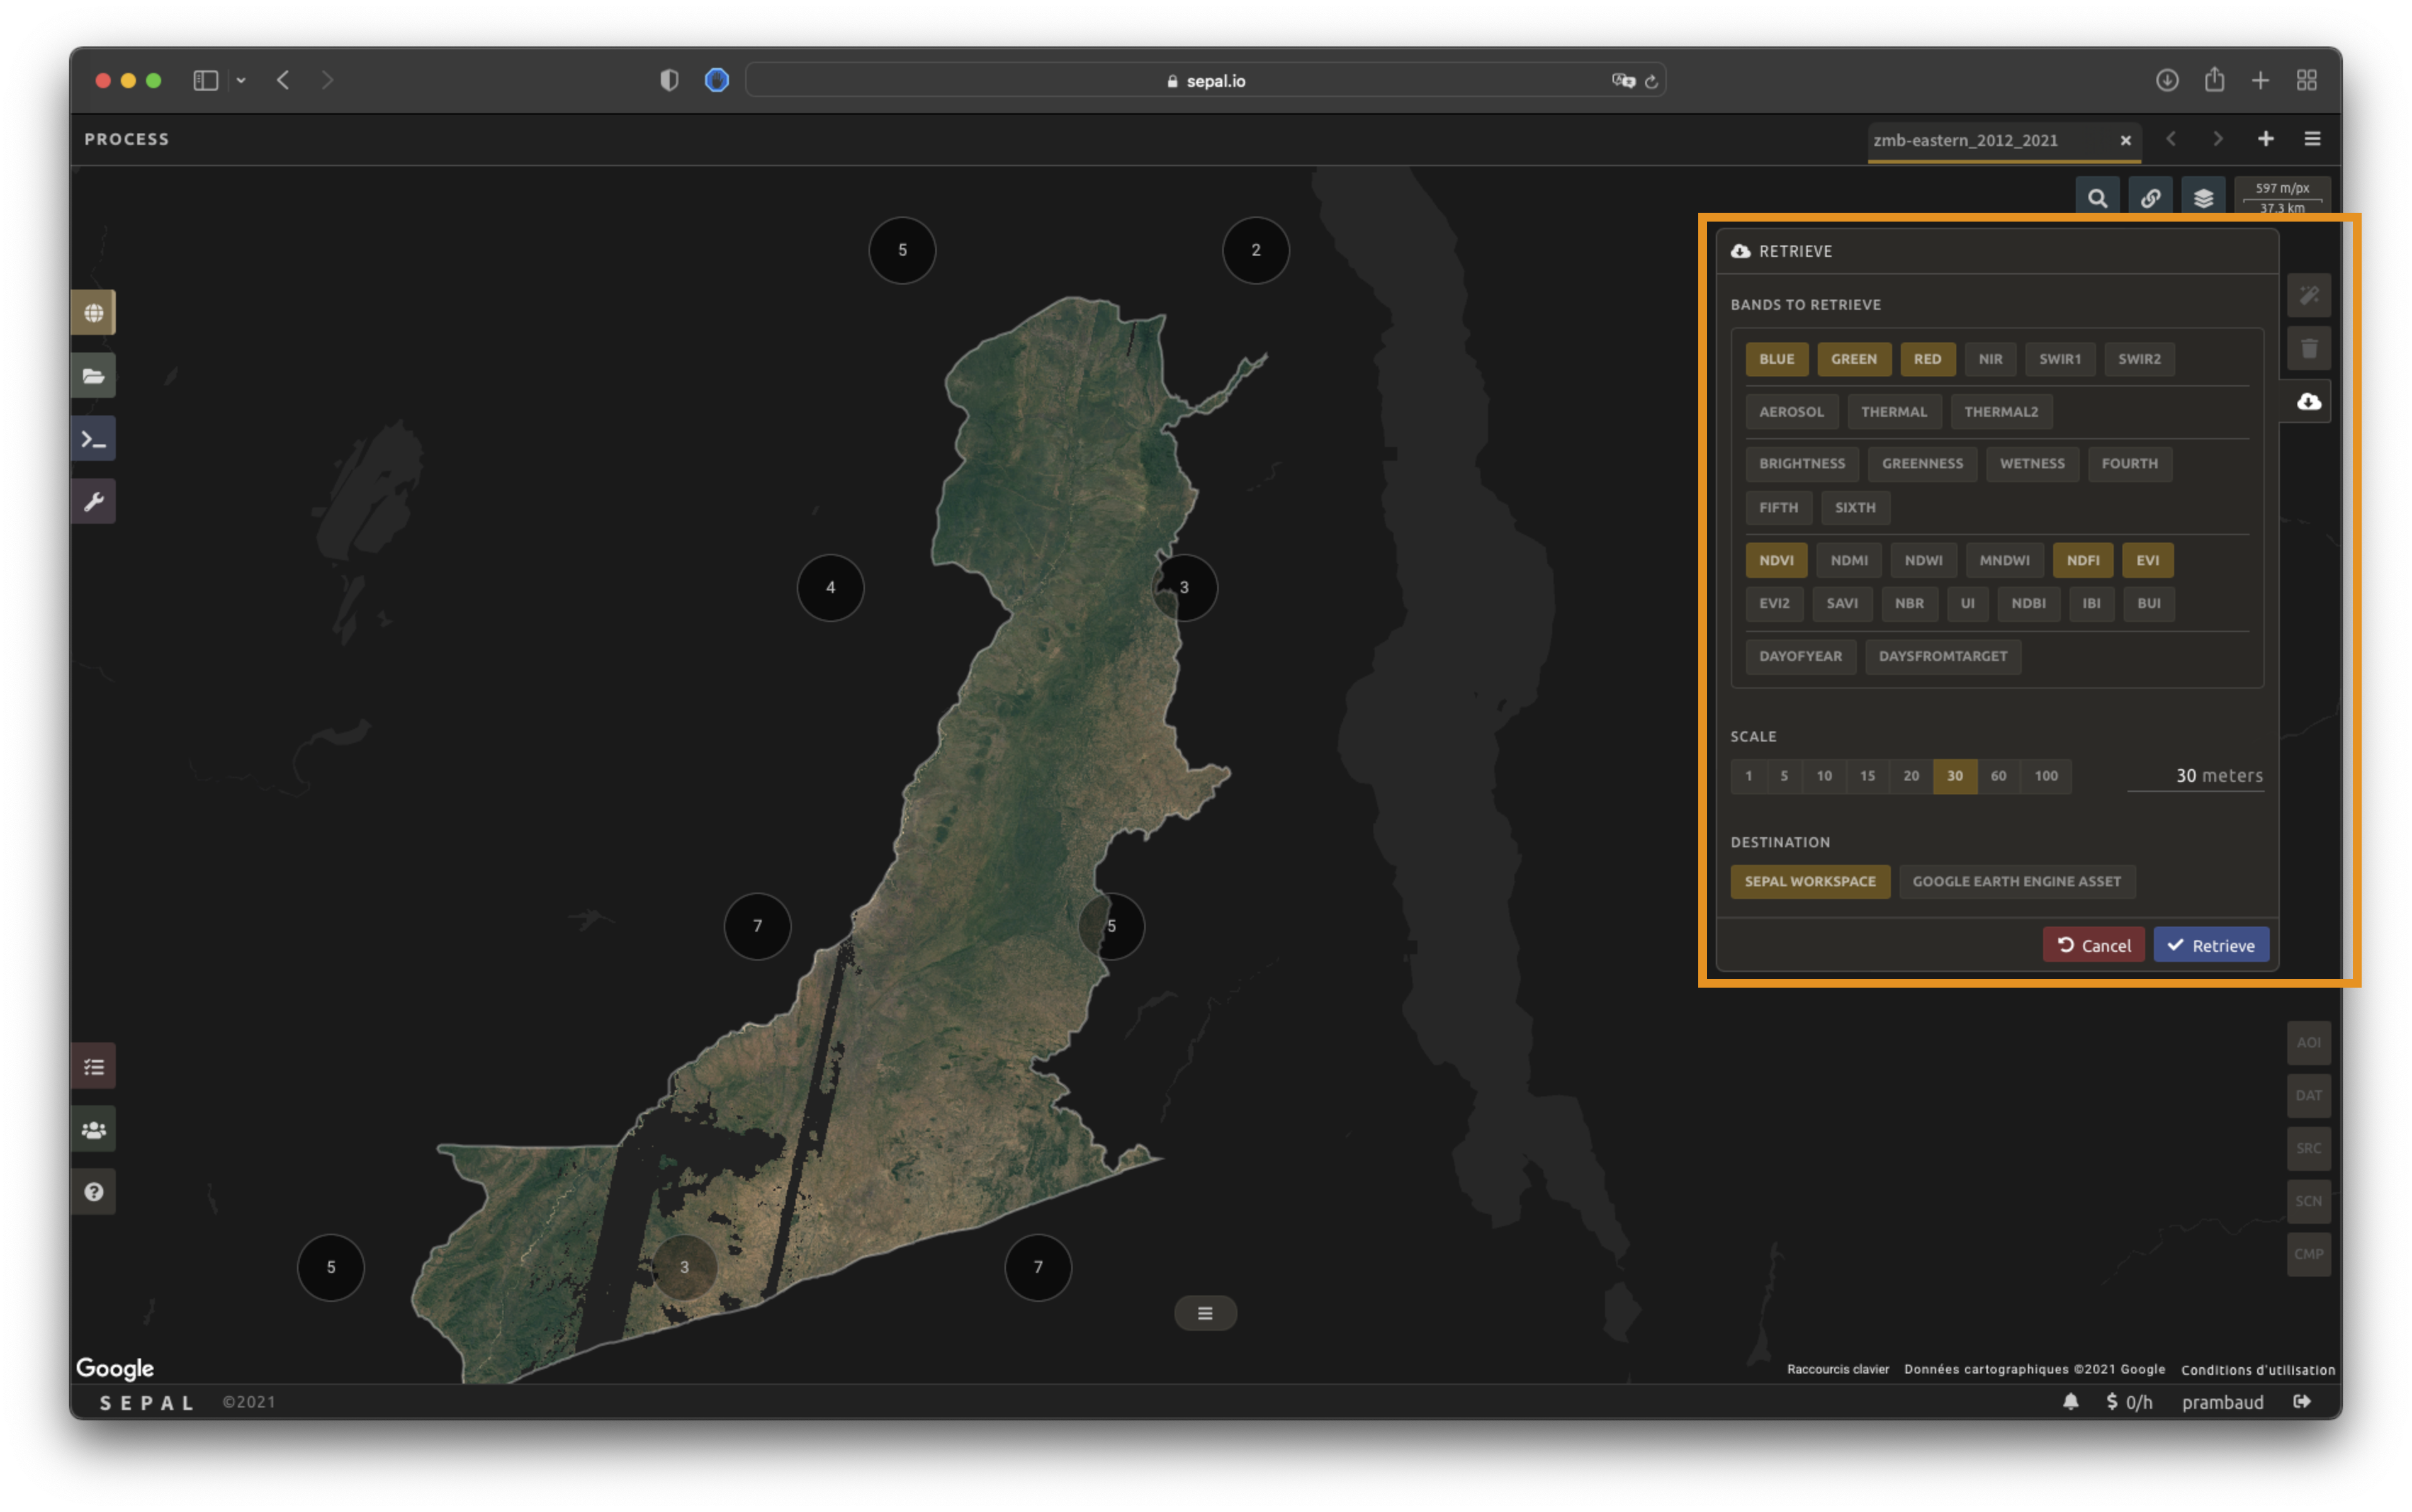 sepal.io
PROCESS
zmb-eastern_2012_2021
597 m/px
37.3 km
5
2
RETRIEVE
BANDS TO RETRIEVE
BLUE GREEN RED NIR SWIR1 SWIR2
AEROSOL THERMAL THERMAL2
BRIGHTNESS GREENNESS WETNESS FOURTH
FIFTH SIXTH
NDVI NDMI NDWI MNDWI NDFI EVI
EVI2 SAVI NBR UI NDBI IBI BUI
DAYOFYEAR DAYSFROMTARGET
SCALE
1 5 10 15 20 30 60 100 30 meters
DESTINATION
SEPAL WORKSPACE GOOGLE EARTH ENGINE ASSET
Cancel Retrieve
4
3
7
5
5
3
7
AOI
DAT
SRC
SCN
CMP
Google
Raccourcis clavier Données cartographiques ©2021 Google Conditions d'utilisation
SEPAL ©2021
$ 0/h prambaud